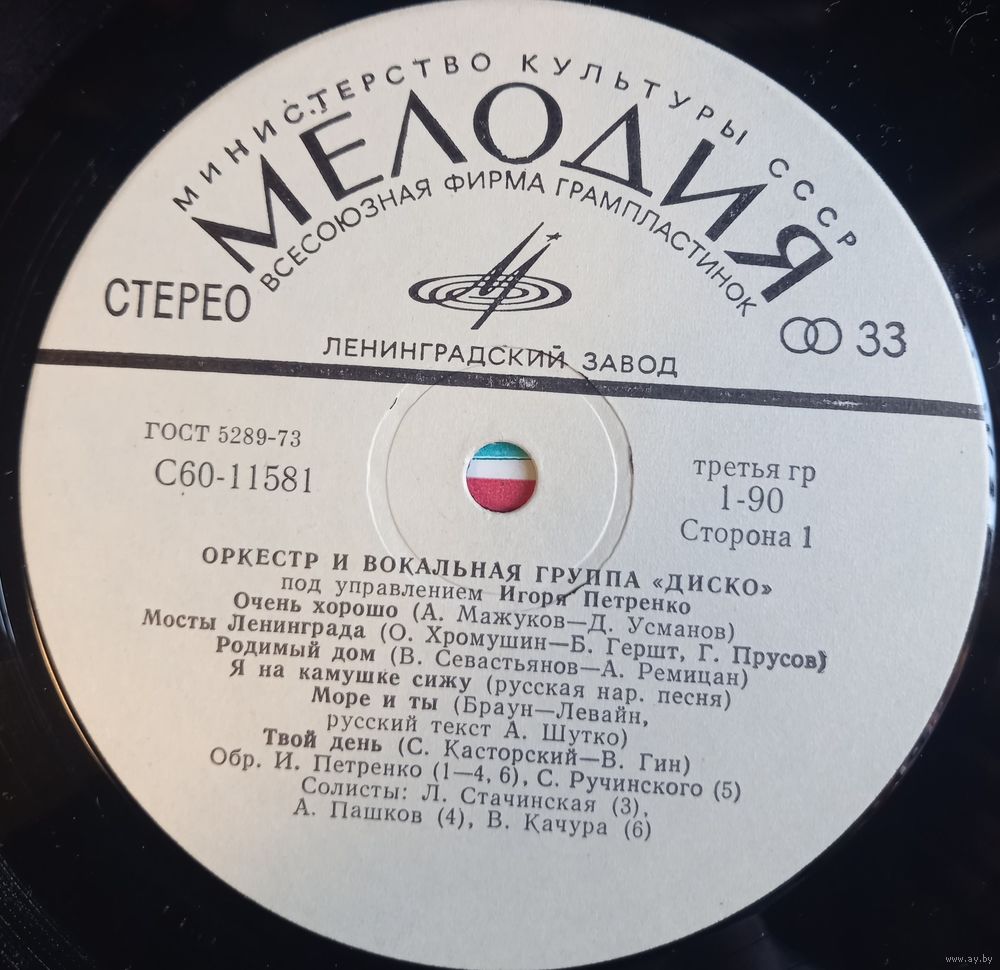 МИНИСТЕРСТВО КУЛЬТУРЫ СССР
МЕЛОДИЯ
ВСЕСОЮЗНАЯ ФИРМА ГРАМПЛАСТИНОК
СТЕРЕО
33
ЛЕНИНГРАДСКИЙ ЗАВОД
ГОСТ 5289-73
С60-11581
третья гр
1-90
Сторона 1
ОРКЕСТР И ВОКАЛЬНАЯ ГРУППА «ДИСКО»
под управлением Игоря Петренко
Очень хорошо (А. Мажуков—Д. Усманов)
Мосты Ленинграда (О. Хромушин—Б. Гершт, Г. Прусов)
Родимый дом (В. Севастьянов—А. Ремицан)
Я на камушке сижу (русская нар. песня)
Море и ты (Браун—Левайн,
русский текст А. Шутко)
Твой день (С. Касторский—В. Гин)
Обр. И. Петренко (1—4, 6), С. Ручинского (5)
Солисты: Л. Стачинская (3),
А. Пашков (4), В. Качура (6)
www.ay.by